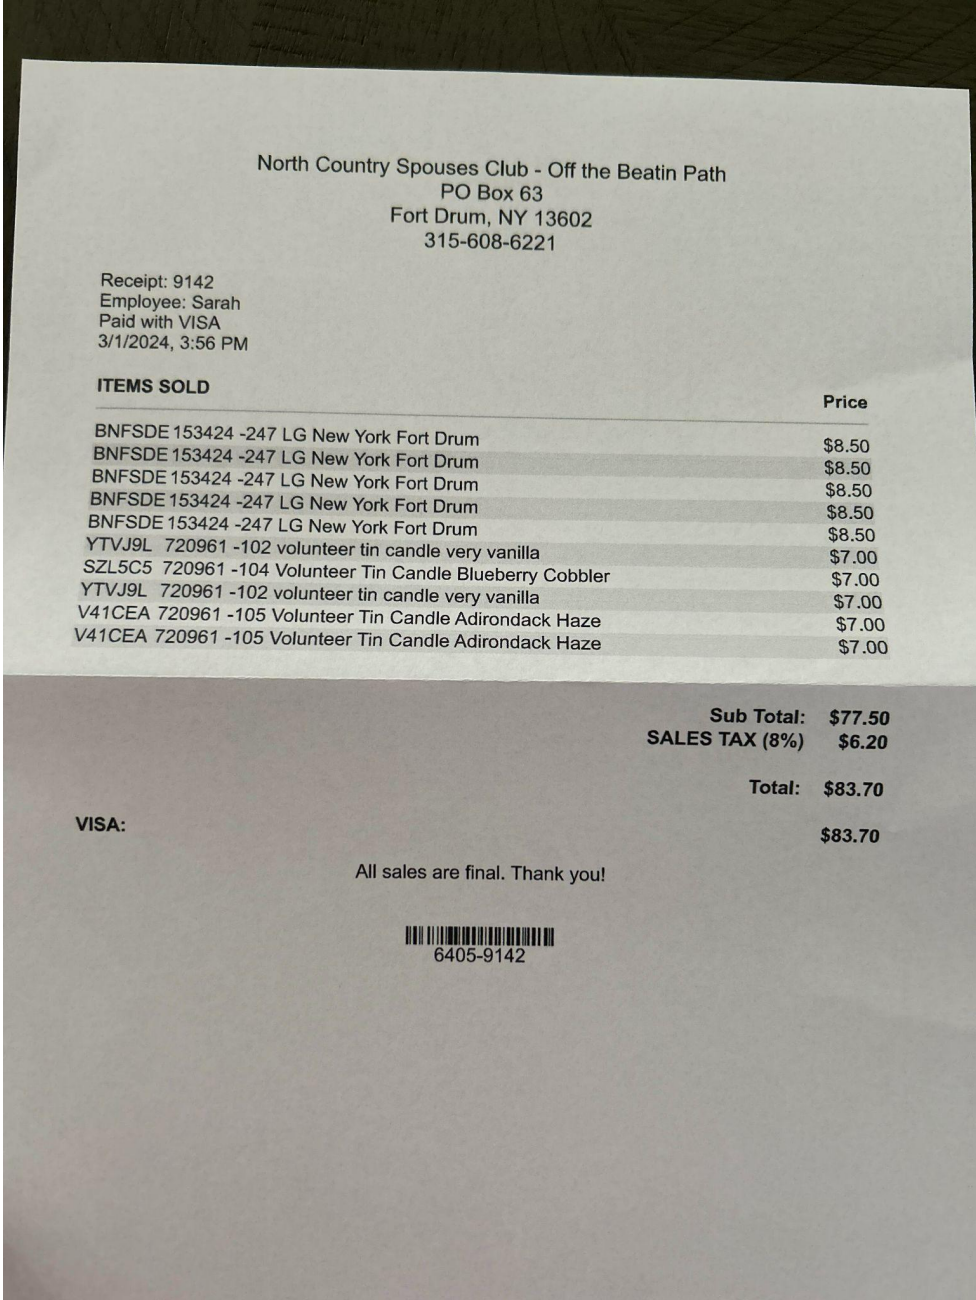 North Country Spouses Club - Off the Beatin Path
PO Box 63
Fort Drum, NY 13602
315-608-6221
Receipt: 9142
Employee: Sarah
Paid with VISA
3/1/2024, 3:56 PM
ITEMS SOLD Price
BNFSDE 153424 -247 LG New York Fort Drum $8.50
BNFSDE 153424 -247 LG New York Fort Drum $8.50
BNFSDE 153424 -247 LG New York Fort Drum $8.50
BNFSDE 153424 -247 LG New York Fort Drum $8.50
BNFSDE 153424 -247 LG New York Fort Drum $8.50
YTVJ9L 720961 -102 volunteer tin candle very vanilla $7.00
SZL5C5 720961 -104 Volunteer Tin Candle Blueberry Cobbler $7.00
YTVJ9L 720961 -102 volunteer tin candle very vanilla $7.00
V41CEA 720961 -105 Volunteer Tin Candle Adirondack Haze $7.00
V41CEA 720961 -105 Volunteer Tin Candle Adirondack Haze $7.00
Sub Total: $77.50
SALES TAX (8%) $6.20
Total: $83.70
VISA: $83.70
All sales are final. Thank you!
6405-9142